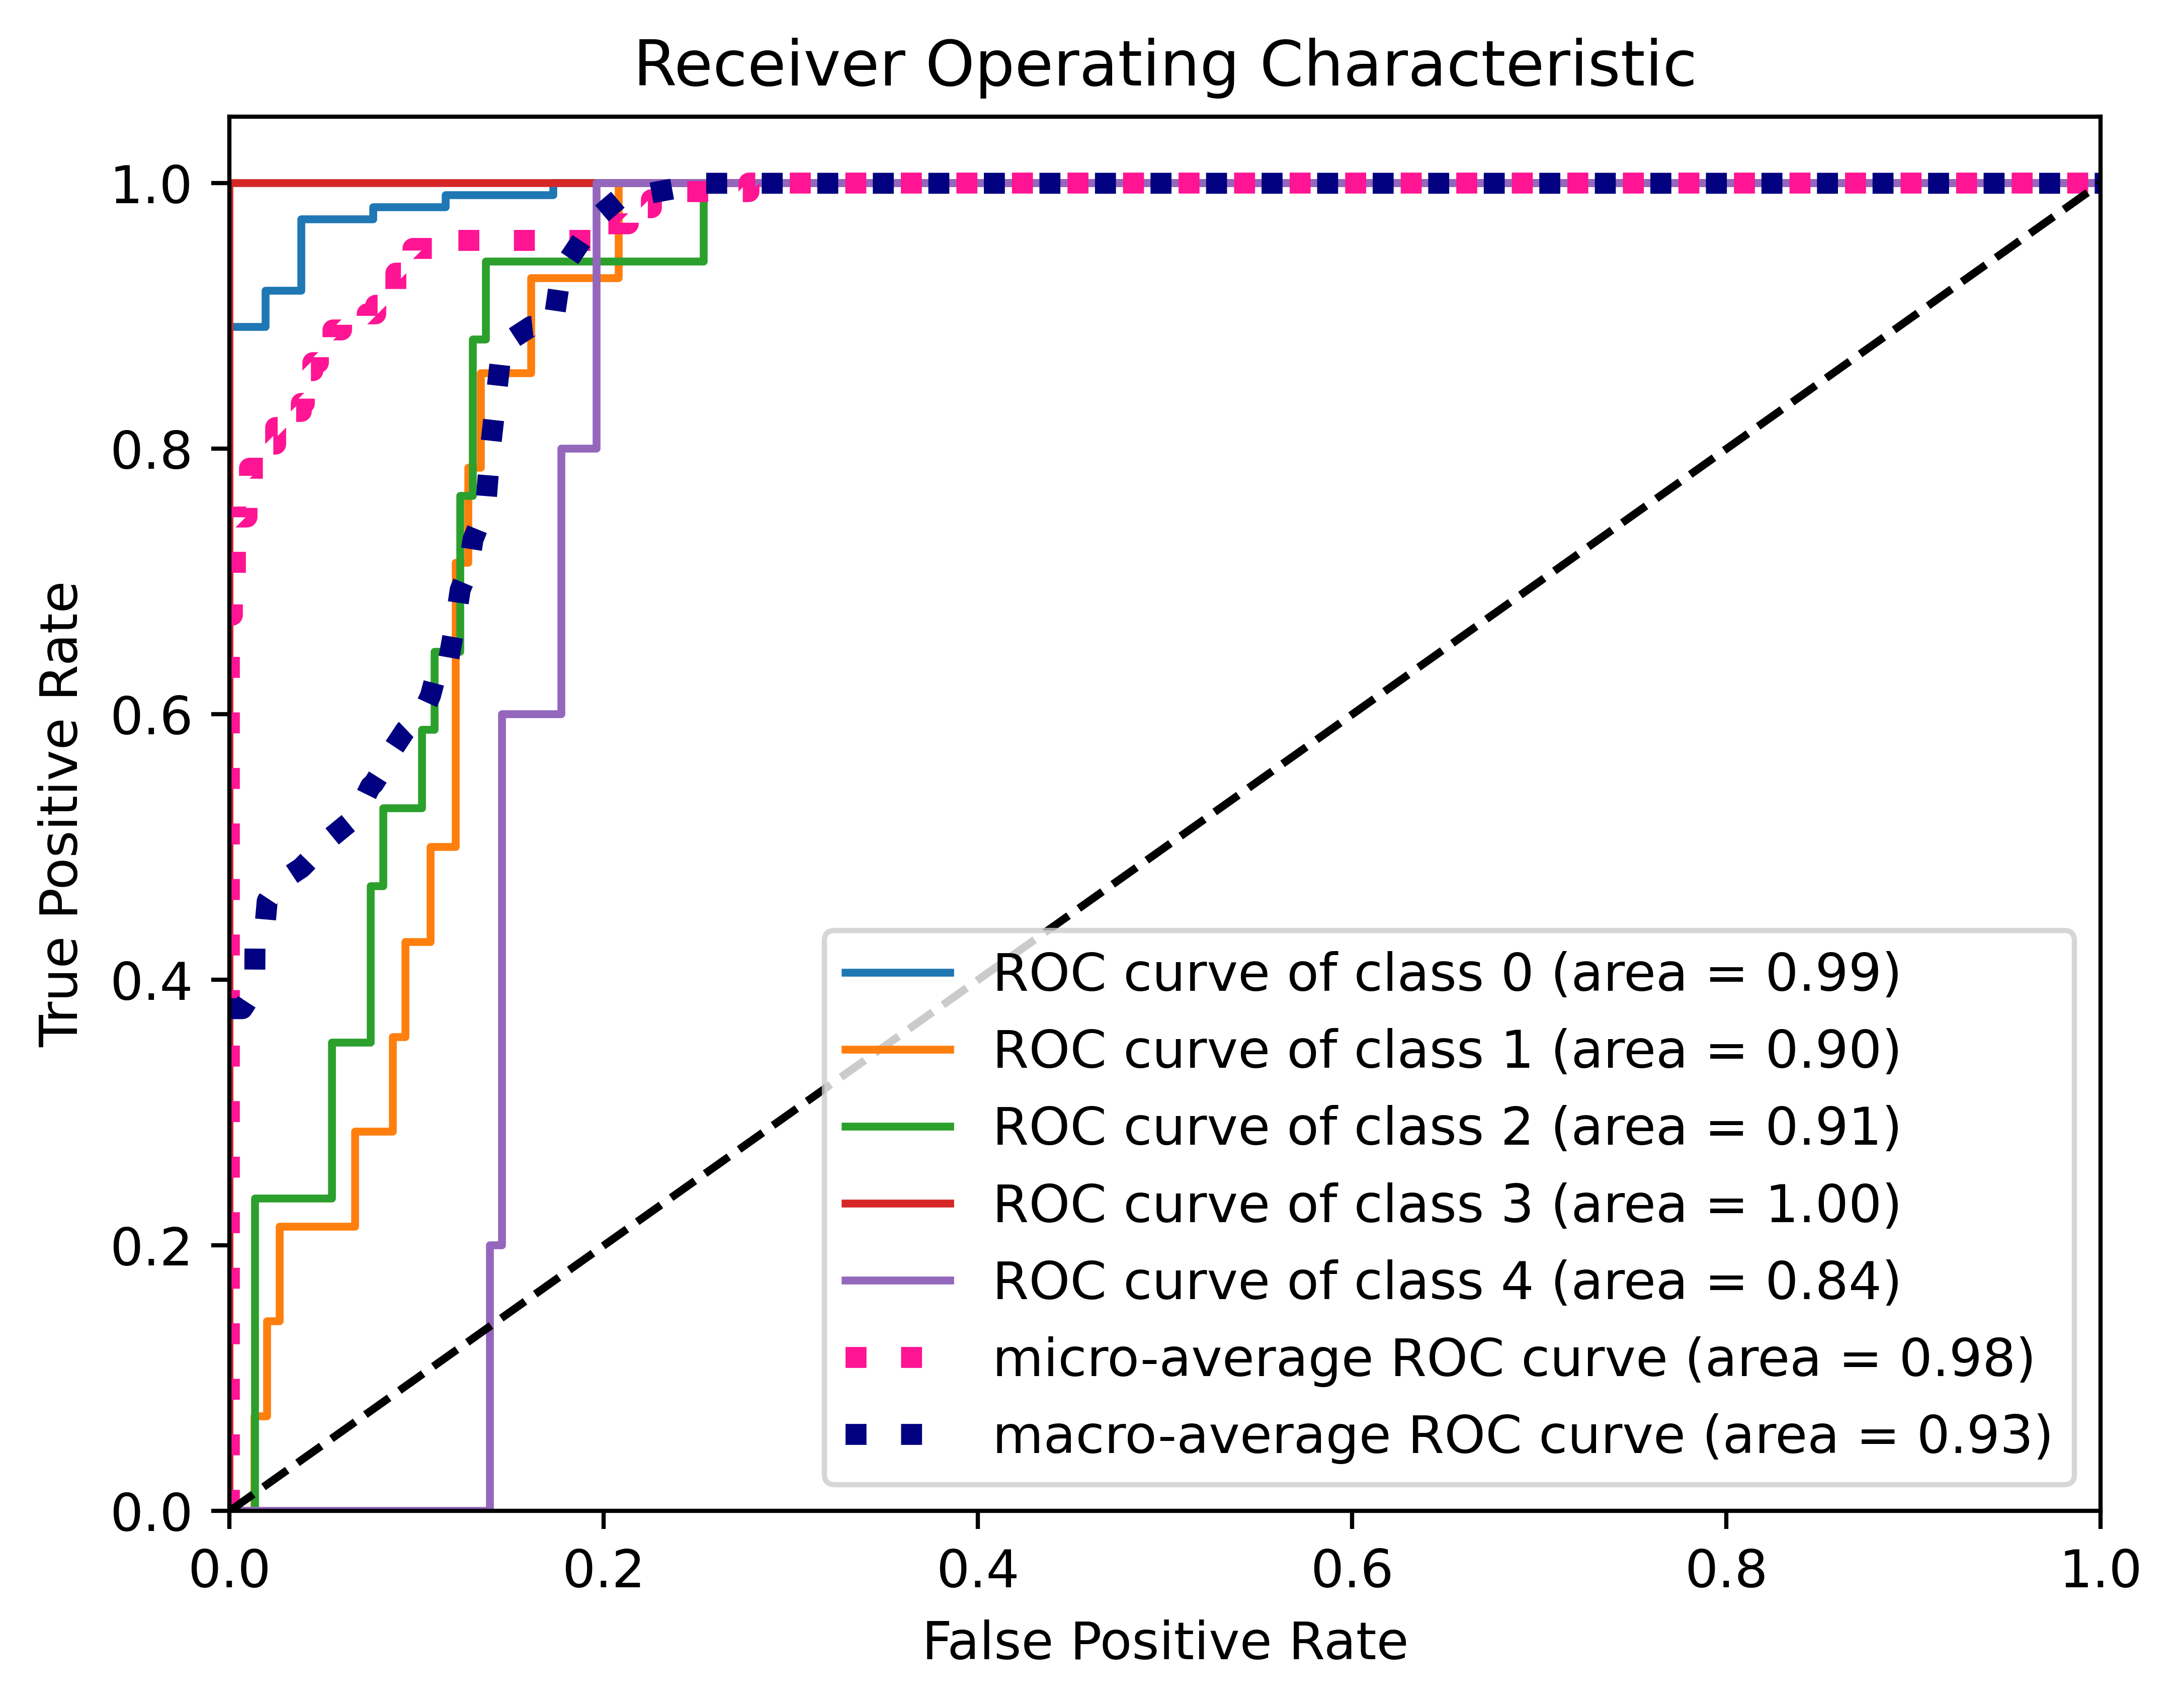 Receiver Operating Characteristic
1.0
0.8
0.6
0.4
0.2
0.0
True Positive Rate
ROC curve of class 0 (area = 0.99)
ROC curve of class 1 (area = 0.90)
ROC curve of class 2 (area = 0.91)
ROC curve of class 3 (area = 1.00)
ROC curve of class 4 (area = 0.84)
micro-average ROC curve (area = 0.98)
macro-average ROC curve (area = 0.93)
0.0 0.2 0.4 0.6 0.8 1.0
False Positive Rate